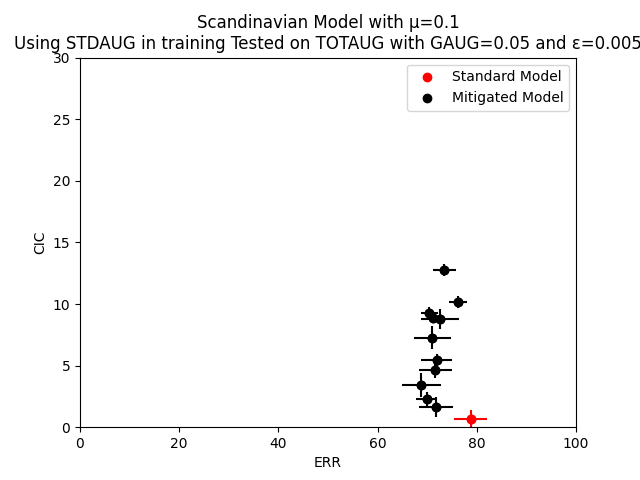 Scandinavian Model with μ=0.1
Using STDAUG in training Tested on TOTAUG with GAUG=0.05 and ε=0.005
30
25
20
15
10
5
0
CIC
Standard Model
Mitigated Model
0 20 40 60 80 100
ERR